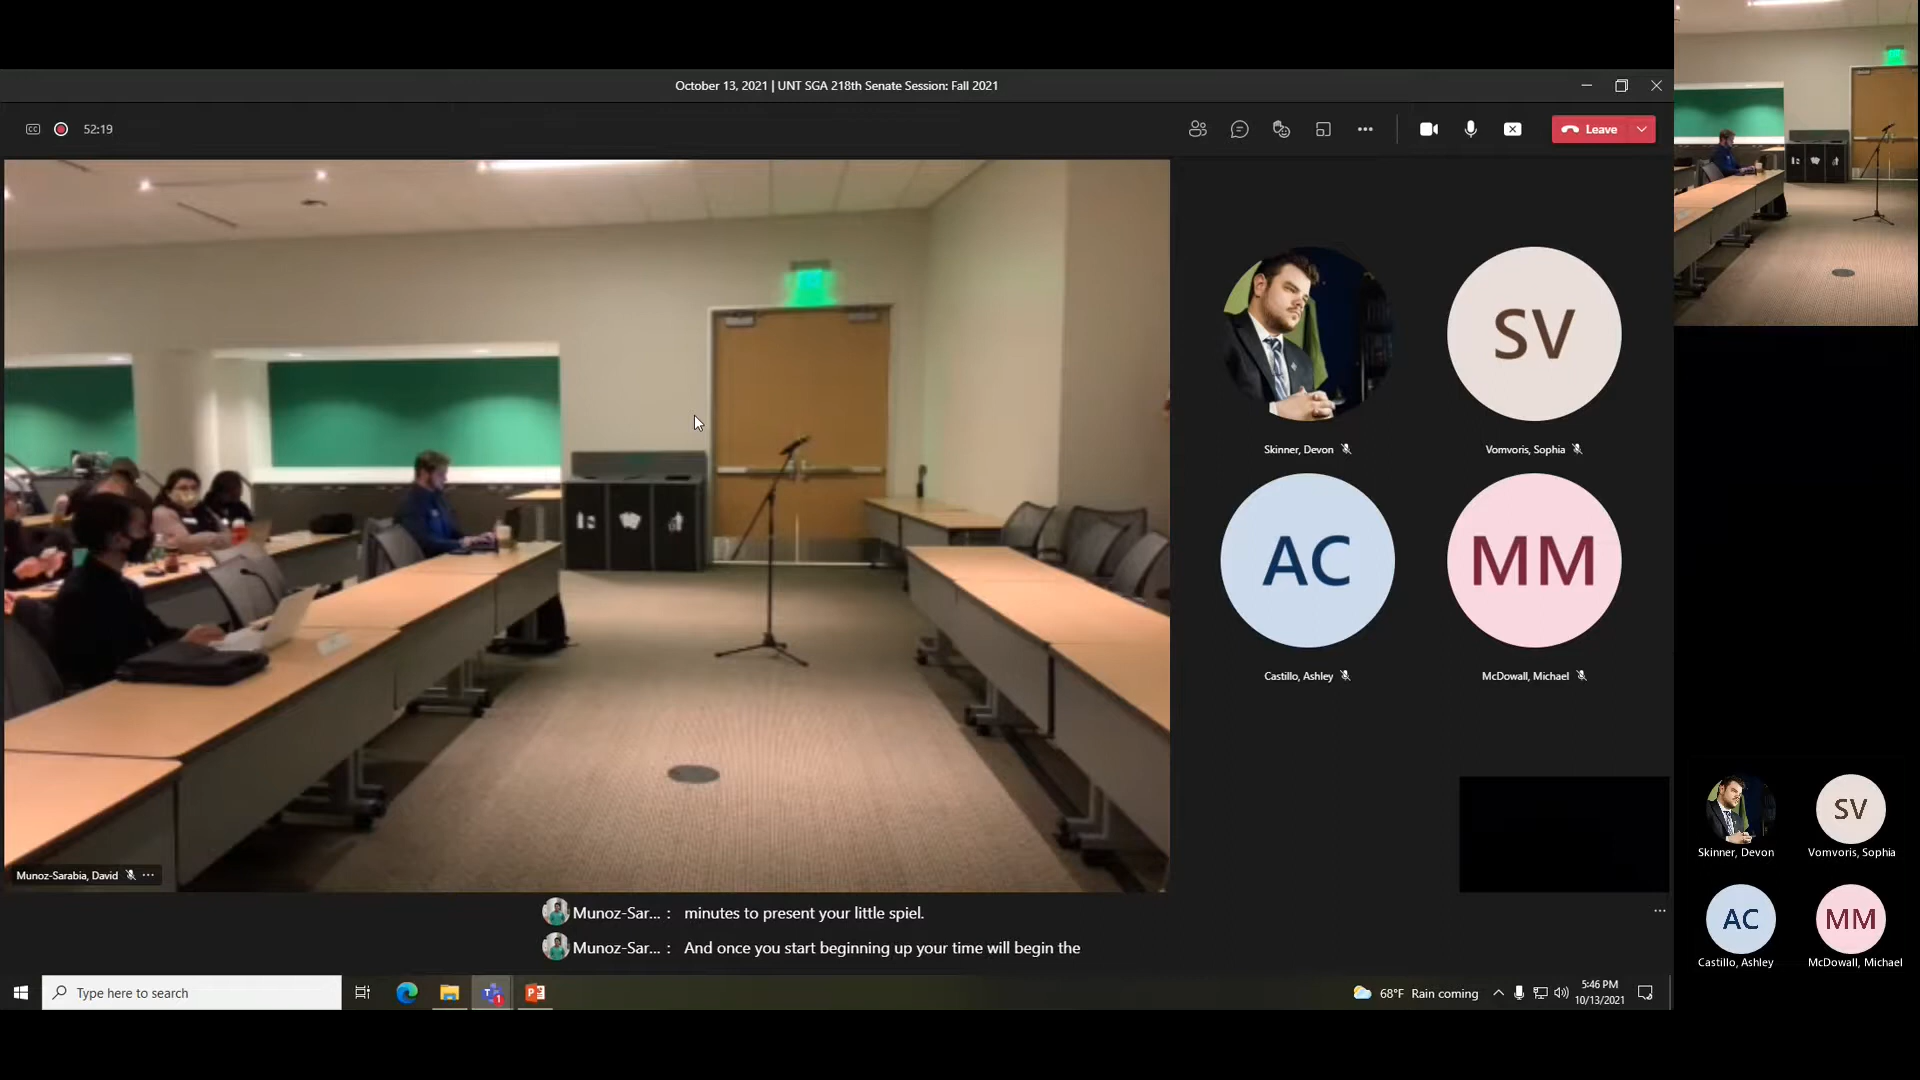 October 13, 2021 | UNT SGA 218th Senate Session: Fall 2021
CC
52:19
Leave
SV
Skinner, Devon
Vomvoris, Sophia
AC
MM
Castillo, Ashley
McDowall, Michael
Munoz-Sarabia, David
Munoz-Sar... : minutes to present your little spiel.
Munoz-Sar... : And once you start beginning up your time will begin the
Type here to search
68°F Rain coming
5:46 PM
10/13/2021
SV
Skinner, Devon
Vomvoris, Sophia
AC
MM
Castillo, Ashley
McDowall, Michael